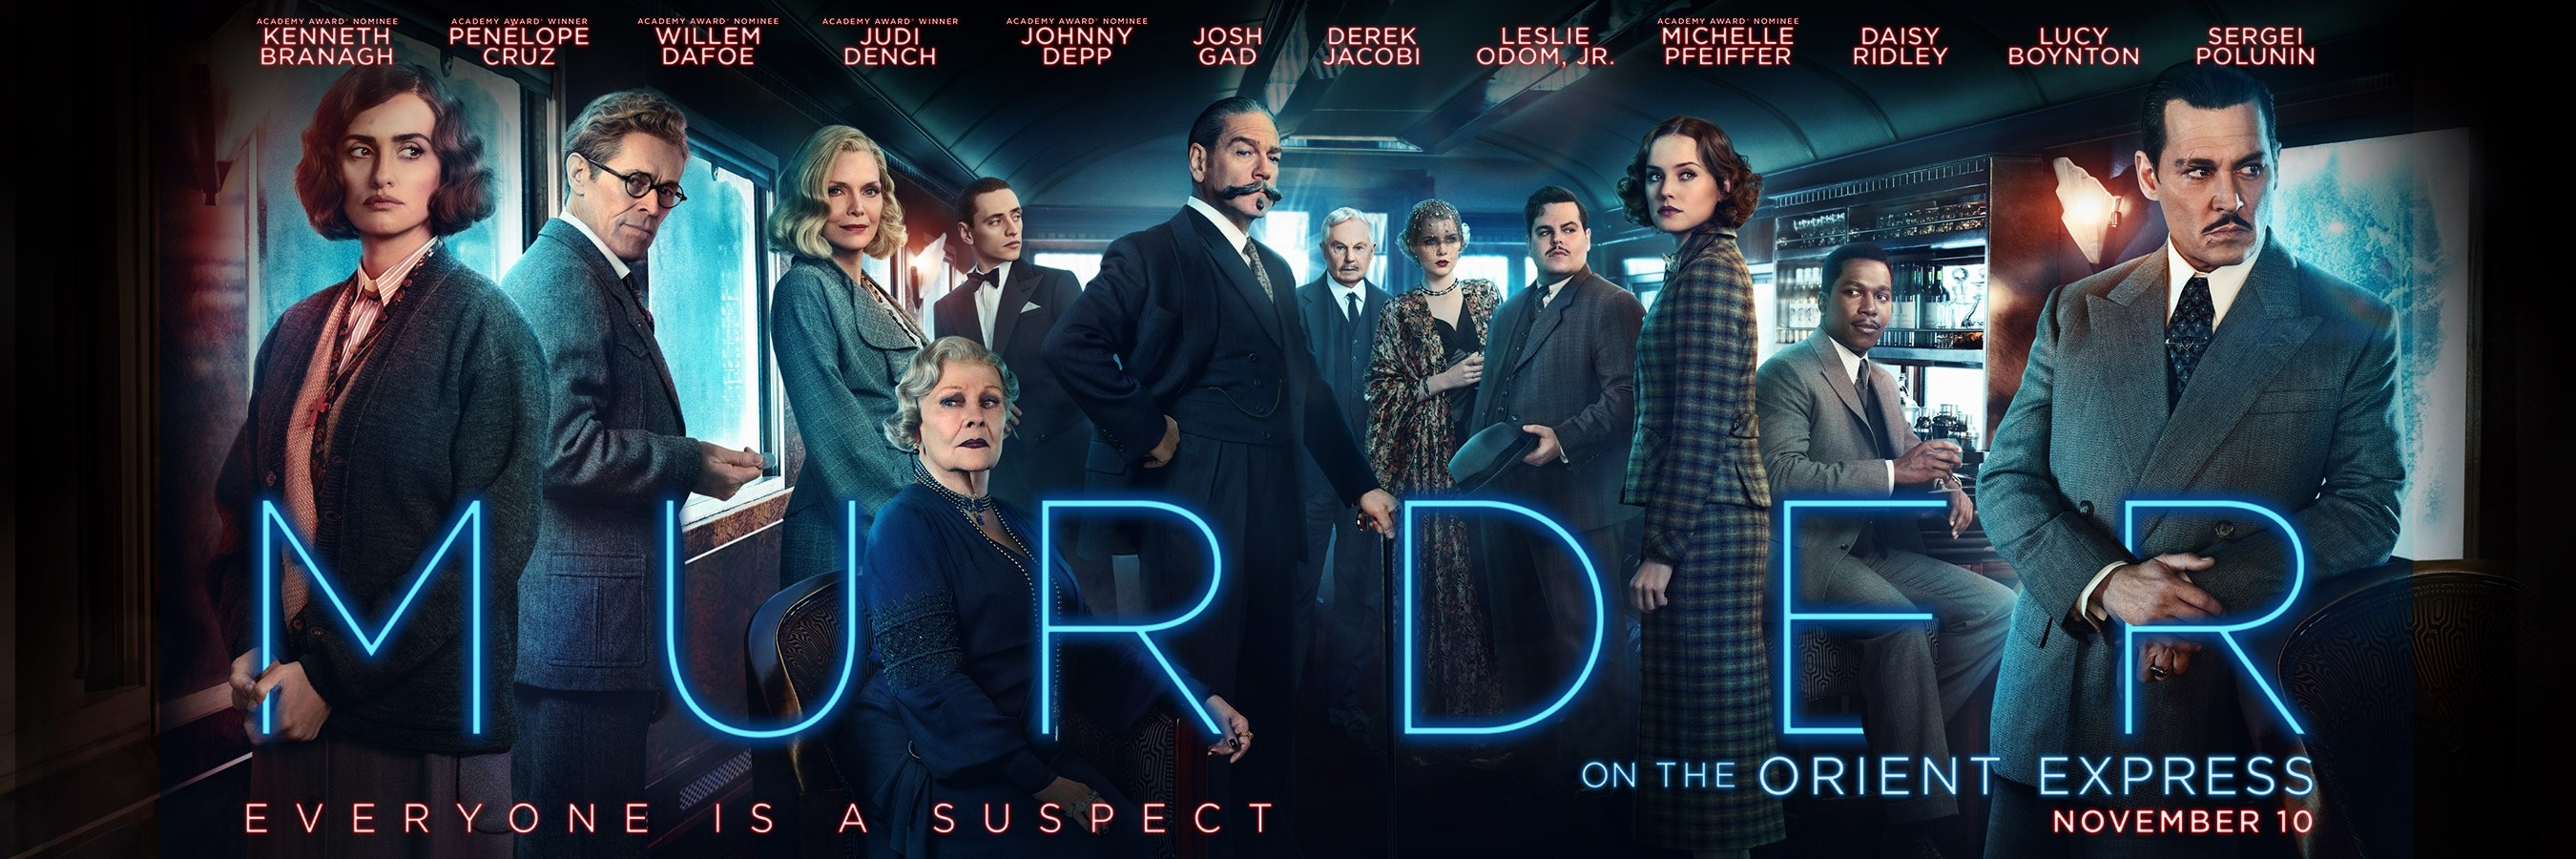 ACADEMY AWARD® NOMINEE
KENNETH
BRANAGH
ACADEMY AWARD® WINNER
PENÉLOPE
CRUZ
ACADEMY AWARD® NOMINEE
WILLEM
DAFOE
ACADEMY AWARD® WINNER
JUDI
DENCH
ACADEMY AWARD® NOMINEE
JOHNNY
DEPP
JOSH
GAD
DEREK
JACOBI
LESLIE
ODOM, JR.
ACADEMY AWARD® NOMINEE
MICHELLE
PFEIFFER
DAISY
RIDLEY
LUCY
BOYNTON
SERGEI
POLUNIN
MURDER
ON THE ORIENT EXPRESS
EVERYONE IS A SUSPECT
NOVEMBER 10